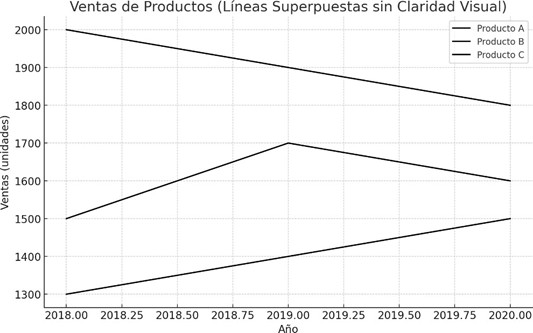 Ventas de Productos (Líneas Superpuestas sin Claridad Visual)
Producto A
Producto B
Producto C
Ventas (unidades)
2000
1900
1800
1700
1600
1500
1400
1300
2018.00 2018.25 2018.50 2018.75 2019.00 2019.25 2019.50 2019.75 2020.00
Año